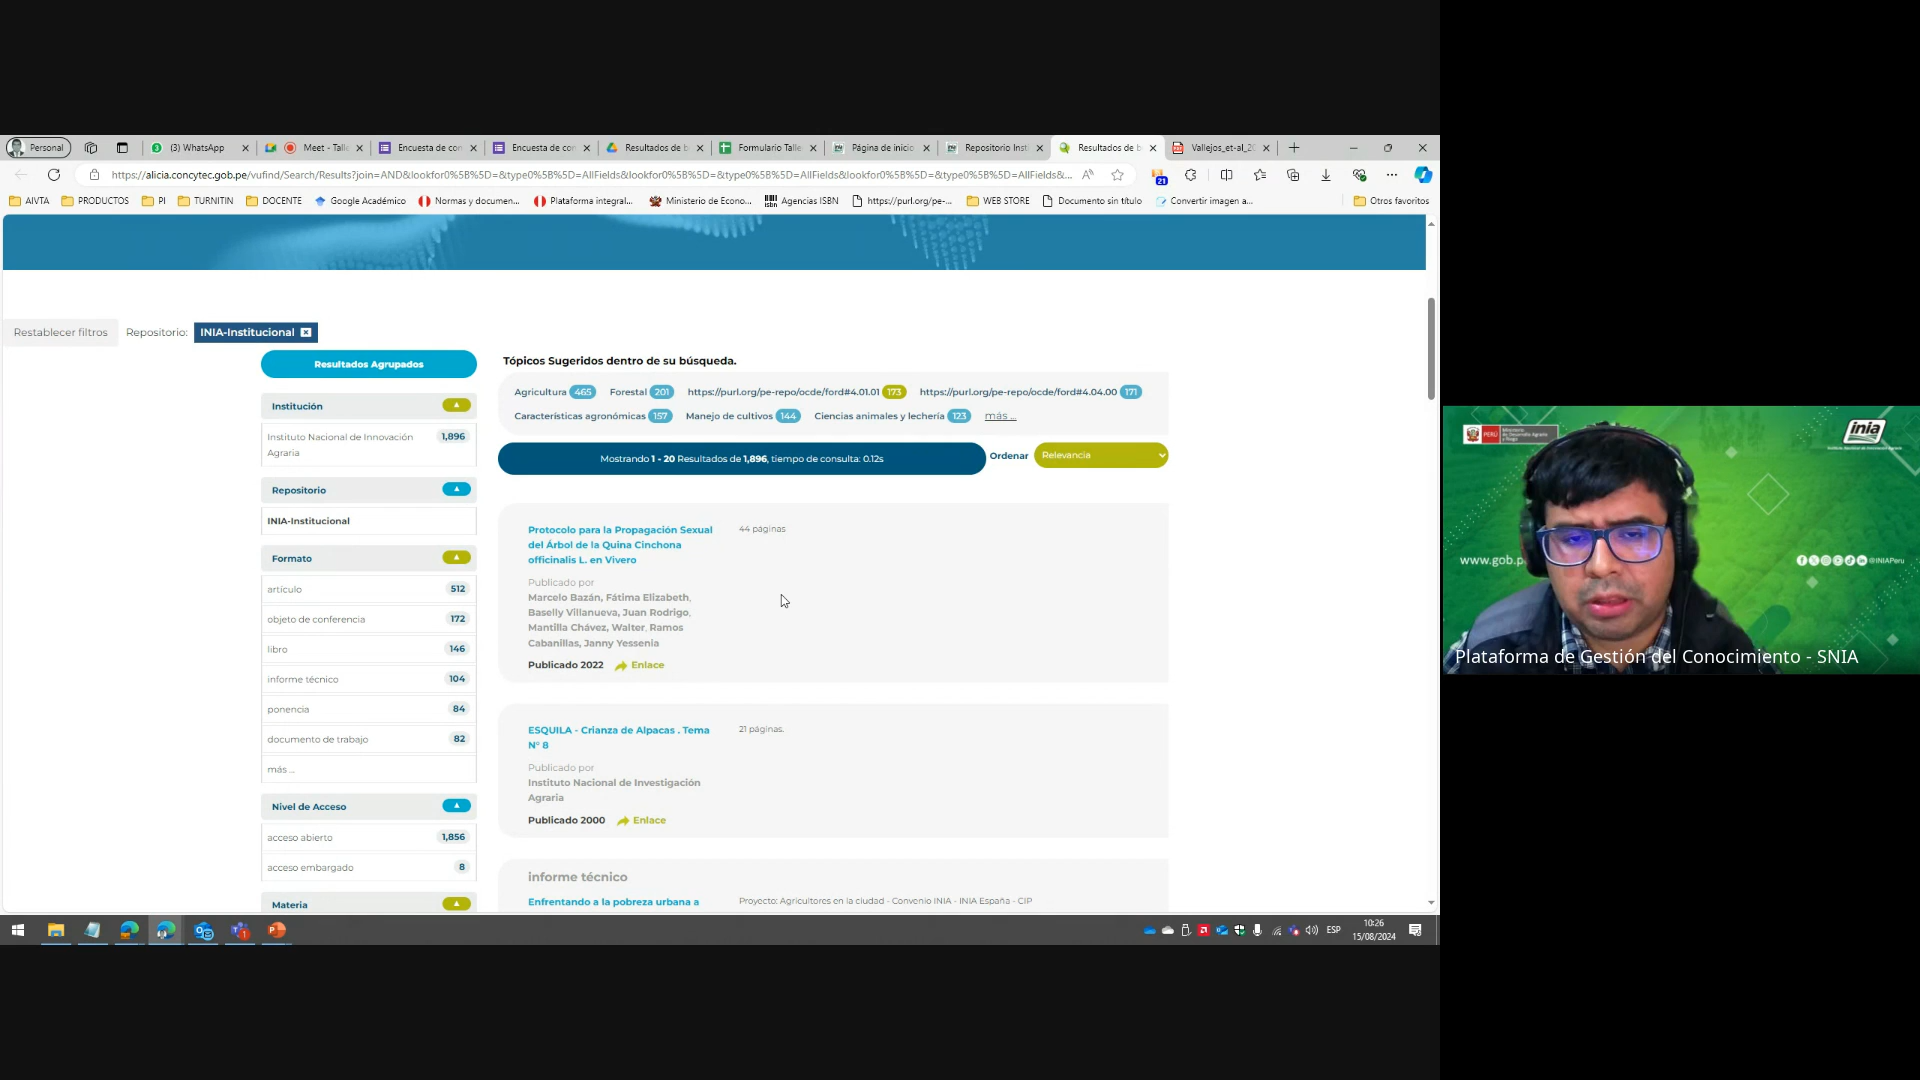 Personal
(3) WhatsApp
Meet - Talle
Encuesta de con
Encuesta de con
Resultados de b
Formulario Talle
Página de inicio
Repositorio Insti
Resultados de b
Vallejos_et-al_20
https://alicia.concytec.gob.pe/vufind/Search/Results?join=AND&lookfor0%5B%5D=&type0%5B%5D=AllFields&lookfor0%5B%5D=&type0%5B%5D=AllFields&lookfor0%5B%5D=&type0%5B%5D=AllFields&lookfor0%5B%5D=&type0%5B%5D=AllFields&...
21
AIVTA
PRODUCTOS
PI
TURNITIN
DOCENTE
Google Académico
Normas y documen...
Plataforma integral...
Ministerio de Econo...
Agencias ISBN
https://purl.org/pe-...
WEB STORE
Documento sin título
Convertir imagen a...
Otros favoritos
Restablecer filtros
Repositorio:
INIA-Institucional
Resultados Agrupados
Institución
Instituto Nacional de Innovación Agraria 1,896
Repositorio
INIA-Institucional
Formato
artículo 512
objeto de conferencia 172
libro 146
informe técnico 104
ponencia 84
documento de trabajo 82
más ...
Nivel de Acceso
acceso abierto 1,856
acceso embargado 8
Materia
Tópicos Sugeridos dentro de su búsqueda.
Agricultura 465 Forestal 201 https://purl.org/pe-repo/ocde/ford#4.01.01 173 https://purl.org/pe-repo/ocde/ford#4.04.00 171
Características agronómicas 157 Manejo de cultivos 144 Ciencias animales y lechería 123 más ...
Mostrando 1 - 20 Resultados de 1,896, tiempo de consulta: 0.12s
Ordenar
Relevancia
Protocolo para la Propagación Sexual
del Árbol de la Quina Cinchona
officinalis L. en Vivero
44 páginas
Publicado por
Marcelo Bazán, Fátima Elizabeth,
Baselly Villanueva, Juan Rodrigo,
Mantilla Chávez, Walter, Ramos
Cabanillas, Janny Yessenia
Publicado 2022 Enlace
ESQUILA - Crianza de Alpacas . Tema
N° 8
21 páginas.
Publicado por
Instituto Nacional de Investigación
Agraria
Publicado 2000 Enlace
informe técnico
Enfrentando a la pobreza urbana a
Proyecto: Agricultores en la ciudad - Convenio INIA - INIA España - CIP
ESP
10:26
15/08/2024
PERÚ
inia
www.gob.p
@INIAPeru
Plataforma de Gestión del Conocimiento - SNIA